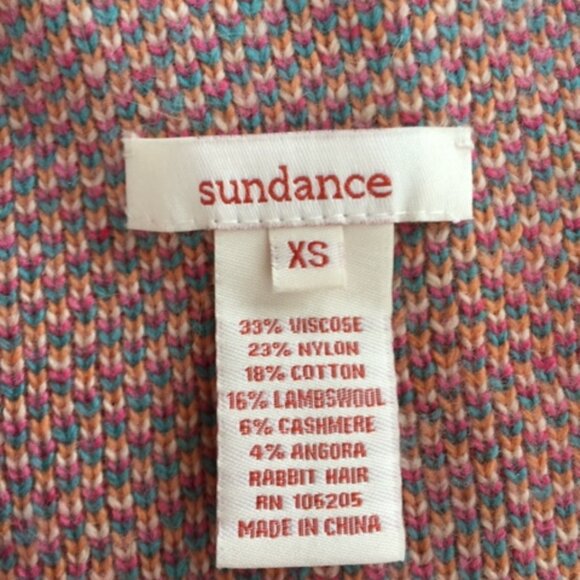 sundance
XS
33% VISCOSE
23% NYLON
18% COTTON
16% LAMBSWOOL
6% CASHMERE
4% ANGORA
RABBIT HAIR
RN 106205
MADE IN CHINA